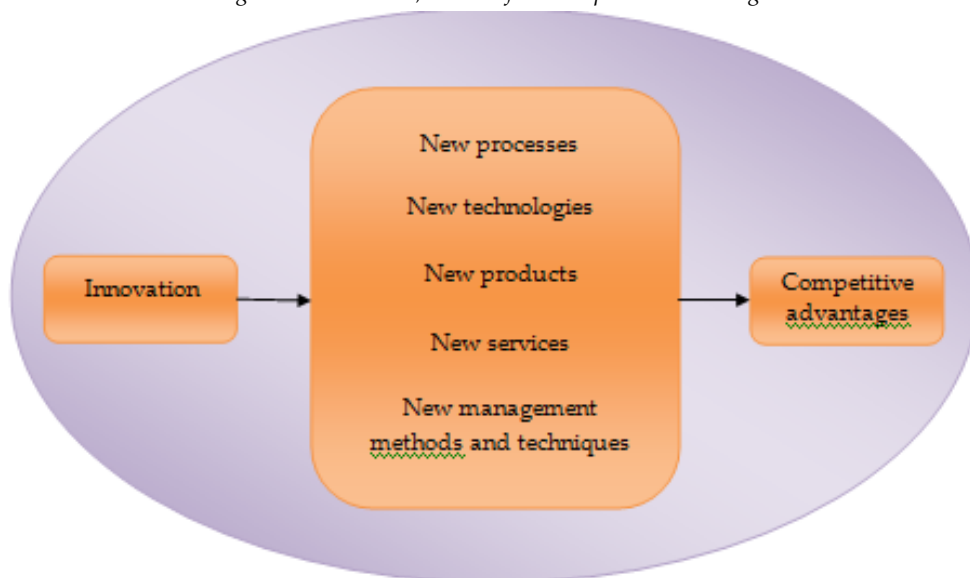 New processes
New technologies
New products
Innovation
Competitive
advantages
New services
New management
methods and techniques